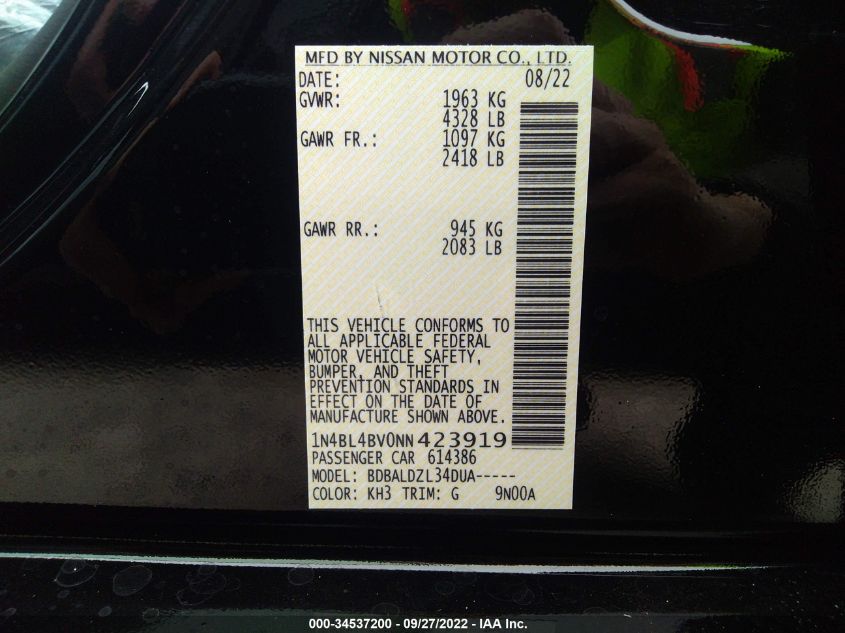 MFD BY NISSAN MOTOR CO., LTD.
DATE: 08/22
GVWR: 1963 KG
4328 LB
GAWR FR.: 1097 KG
2418 LB
GAWR RR.: 945 KG
2083 LB
THIS VEHICLE CONFORMS TO
ALL APPLICABLE FEDERAL
MOTOR VEHICLE SAFETY,
BUMPER, AND THEFT
PREVENTION STANDARDS IN
EFFECT ON THE DATE OF
MANUFACTURE SHOWN ABOVE.
1N4BL4BV0NN423919
PASSENGER CAR 614386
MODEL: BDBALDZL34DUA-----
COLOR: KH3 TRIM: G 9N00A
000-34537200 - 09/27/2022 - IAA Inc.